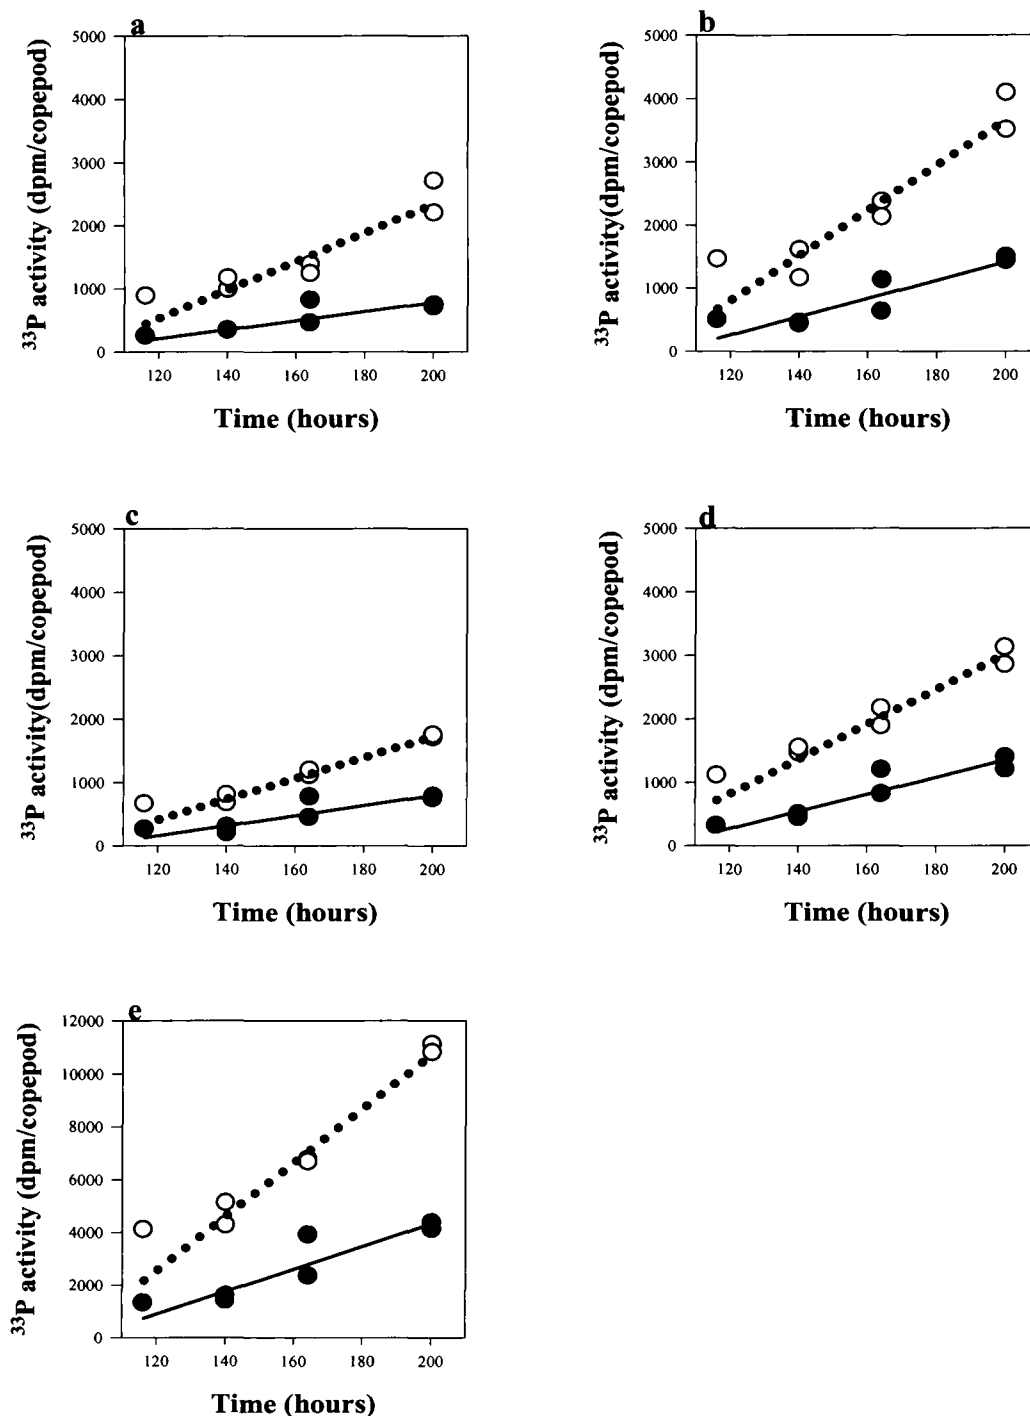 a
5000
4000
3000
2000
1000
0
³³P activity (dpm/copepod)
120 140 160 180 200
Time (hours)
b
5000
4000
3000
2000
1000
0
³³P activity(dpm/copepod)
120 140 160 180 200
Time (hours)
c
5000
4000
3000
2000
1000
0
³³P activity(dpm/copepod)
120 140 160 180 200
Time (hours)
d
5000
4000
3000
2000
1000
0
³³P activity (dpm/copepod)
120 140 160 180 200
Time (hours)
e
12000
10000
8000
6000
4000
2000
0
³³P activity (dpm/copepod)
120 140 160 180 200
Time (hours)